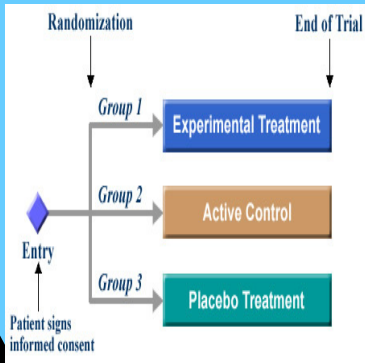 Randomization
End of Trial
Group 1
Experimental Treatment
Group 2
Active Control
Entry
Group 3
Placebo Treatment
Patient signs
informed consent